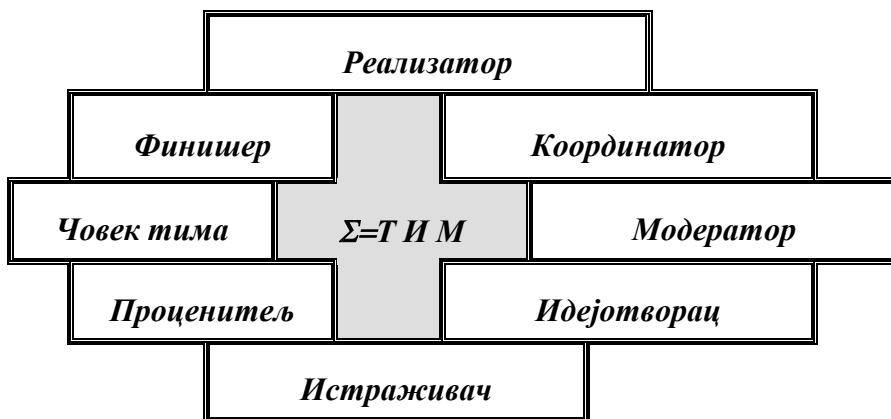 Реализатор
Финишер Координатор
Човек тима Σ=Т И М Модератор
Проценитељ Идејотворац
Истраживач